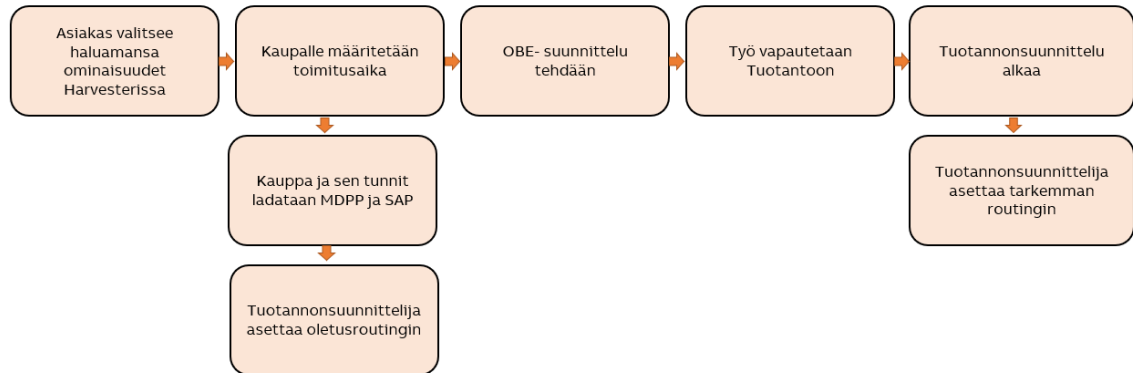 Asiakas valitsee
haluamansa
ominaisuudet
Harvesterissa
Kaupalle määritetään
toimitusaika
OBE- suunnittelu
tehdään
Työ vapautetaan
Tuotantoon
Tuotannonsuunnittelu
alkaa
Kauppa ja sen tunnit
ladataan MDPP ja SAP
Tuotannonsuunnittelija
asettaa tarkemman
routingin
Tuotannonsuunnittelija
asettaa oletusroutingin